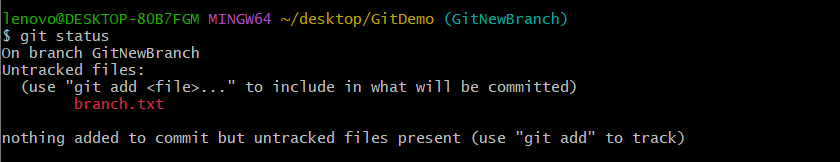 lenovo@DESKTOP-8OB7FGM MINGW64 ~/desktop/GitDemo (GitNewBranch)
$ git status
On branch GitNewBranch
Untracked files:
  (use "git add <file>..." to include in what will be committed)
        branch.txt

nothing added to commit but untracked files present (use "git add" to track)